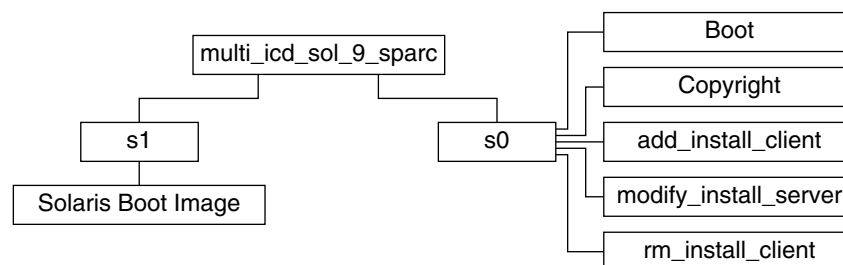 multi_icd_sol_9_sparc
s1
Solaris Boot Image
s0
Boot
Copyright
add_install_client
modify_install_server
rm_install_client